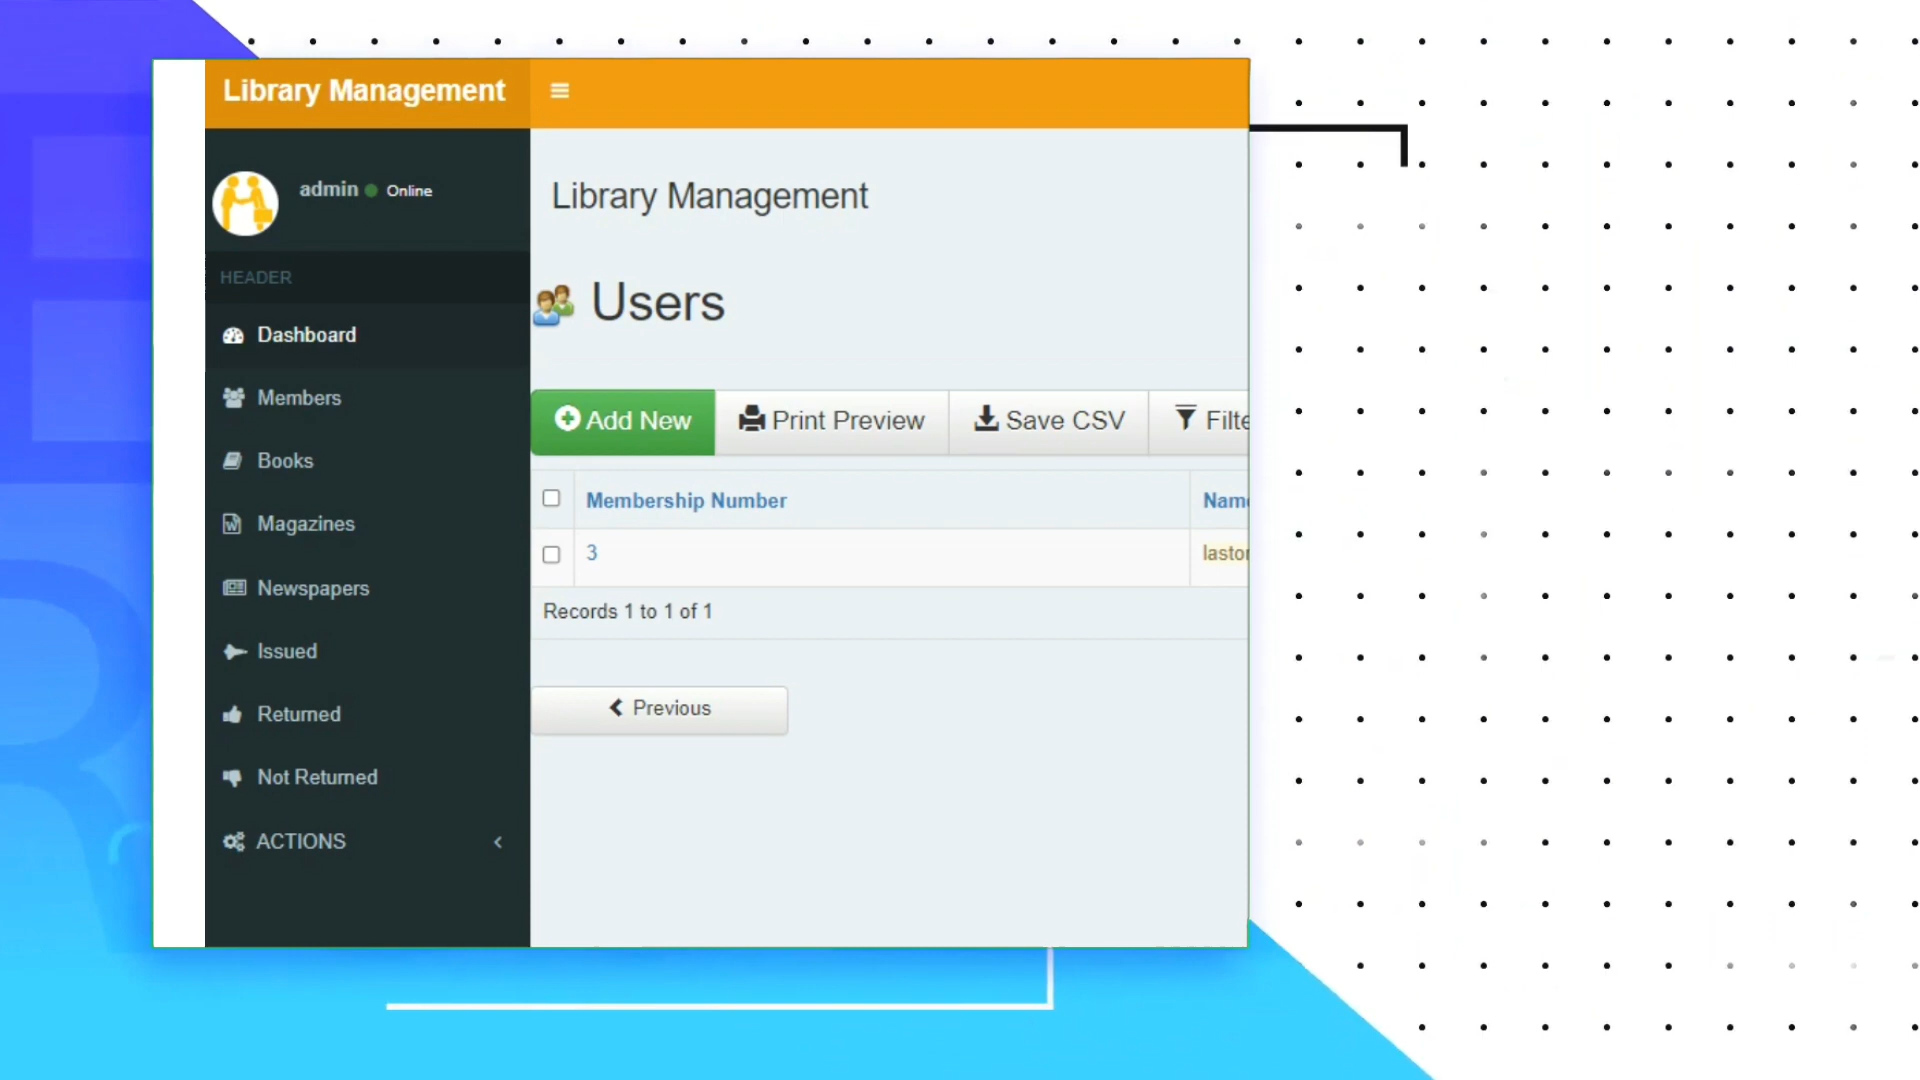 Library Management
admin Online
HEADER
Dashboard
Members
Books
Magazines
Newspapers
Issued
Returned
Not Returned
ACTIONS
Library Management
Users
Add New Print Preview Save CSV
Membership Number
3
Records 1 to 1 of 1
Previous